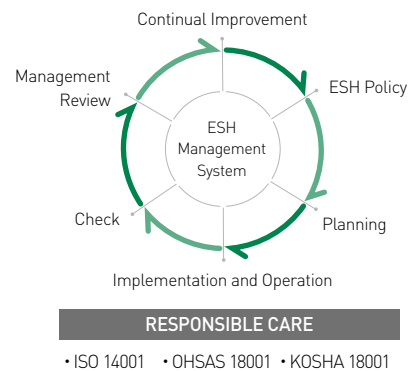 Continual Improvement
Management
Review
ESH Policy
ESH
Management
System
Check
Planning
Implementation and Operation
RESPONSIBLE CARE
• ISO 14001 • OHSAS 18001 • KOSHA 18001